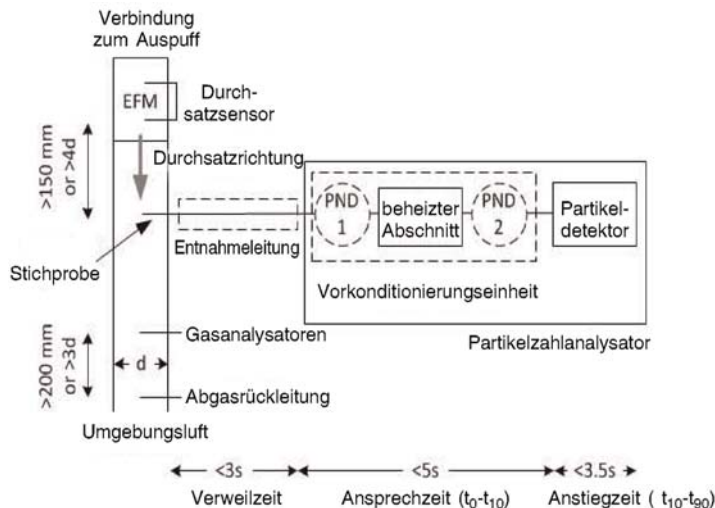 Verbindung
zum Auspuff
EFM
Durch-
satzsensor
>150 mm
or >4d
Durchsatzrichtung
PND
1
beheizter
Abschnitt
PND
2
Partikel-
detektor
Entnahmeleitung
Stichprobe
Vorkonditionierungseinheit
Gasanalysatoren
Partikelzahlanalysator
>200 mm
or >3d
d
Abgasrückleitung
Umgebungsluft
<3s
<5s
<3.5s
Verweilzeit
Ansprechzeit (t0-t10)
Anstiegzeit ( t10-t90)